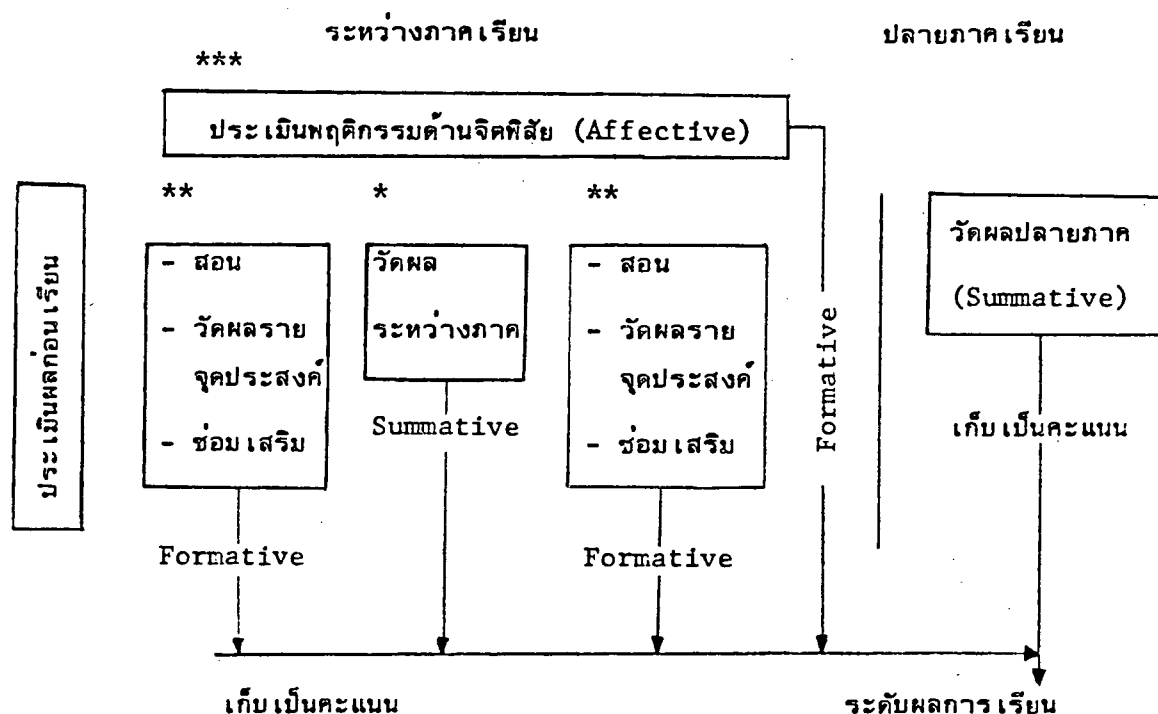 ระหว่างภาคเรียน
ปลายภาคเรียน
***
ประเมินพฤติกรรมด้านจิตพิสัย (Affective)
** * **
ประเมินผลก่อนเรียน
- สอน
- วัดผลราย
จุดประสงค์
- ซ่อมเสริม
Formative
วัดผล
ระหว่างภาค
Summative
- สอน
- วัดผลราย
จุดประสงค์
- ซ่อมเสริม
Formative
Formative
วัดผลปลายภาค
(Summative)
เก็บเป็นคะแนน
เก็บเป็นคะแนน
ระดับผลการเรียน